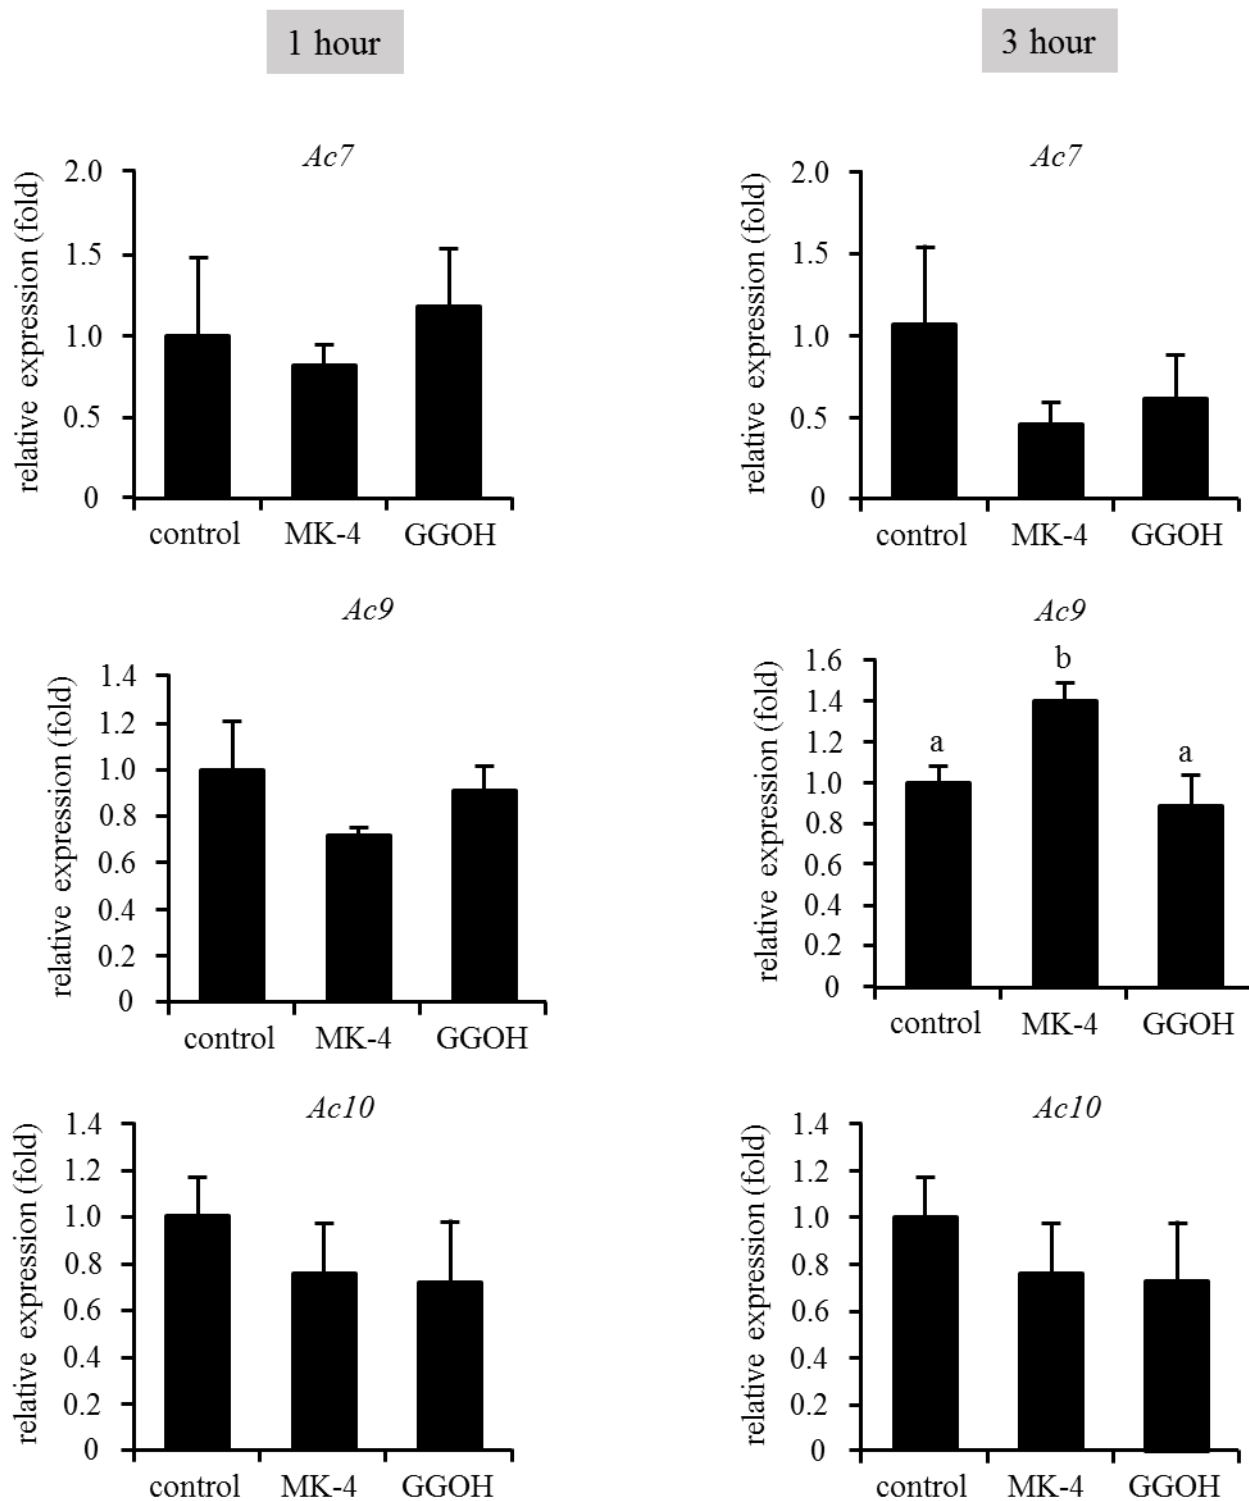 1 hour
3 hour
Ac7
relative expression (fold)
2.0
1.5
1.0
0.5
0
control MK-4 GGOH
Ac7
relative expression (fold)
2.0
1.5
1.0
0.5
0
control MK-4 GGOH
Ac9
relative expression (fold)
1.4
1.2
1.0
0.8
0.6
0.4
0.2
0
control MK-4 GGOH
Ac9
relative expression (fold)
1.6
1.4
1.2
1.0
0.8
0.6
0.4
0.2
0
a b a
control MK-4 GGOH
Ac10
relative expression (fold)
1.4
1.2
1.0
0.8
0.6
0.4
0.2
0
control MK-4 GGOH
Ac10
relative expression (fold)
1.4
1.2
1.0
0.8
0.6
0.4
0.2
0
control MK-4 GGOH